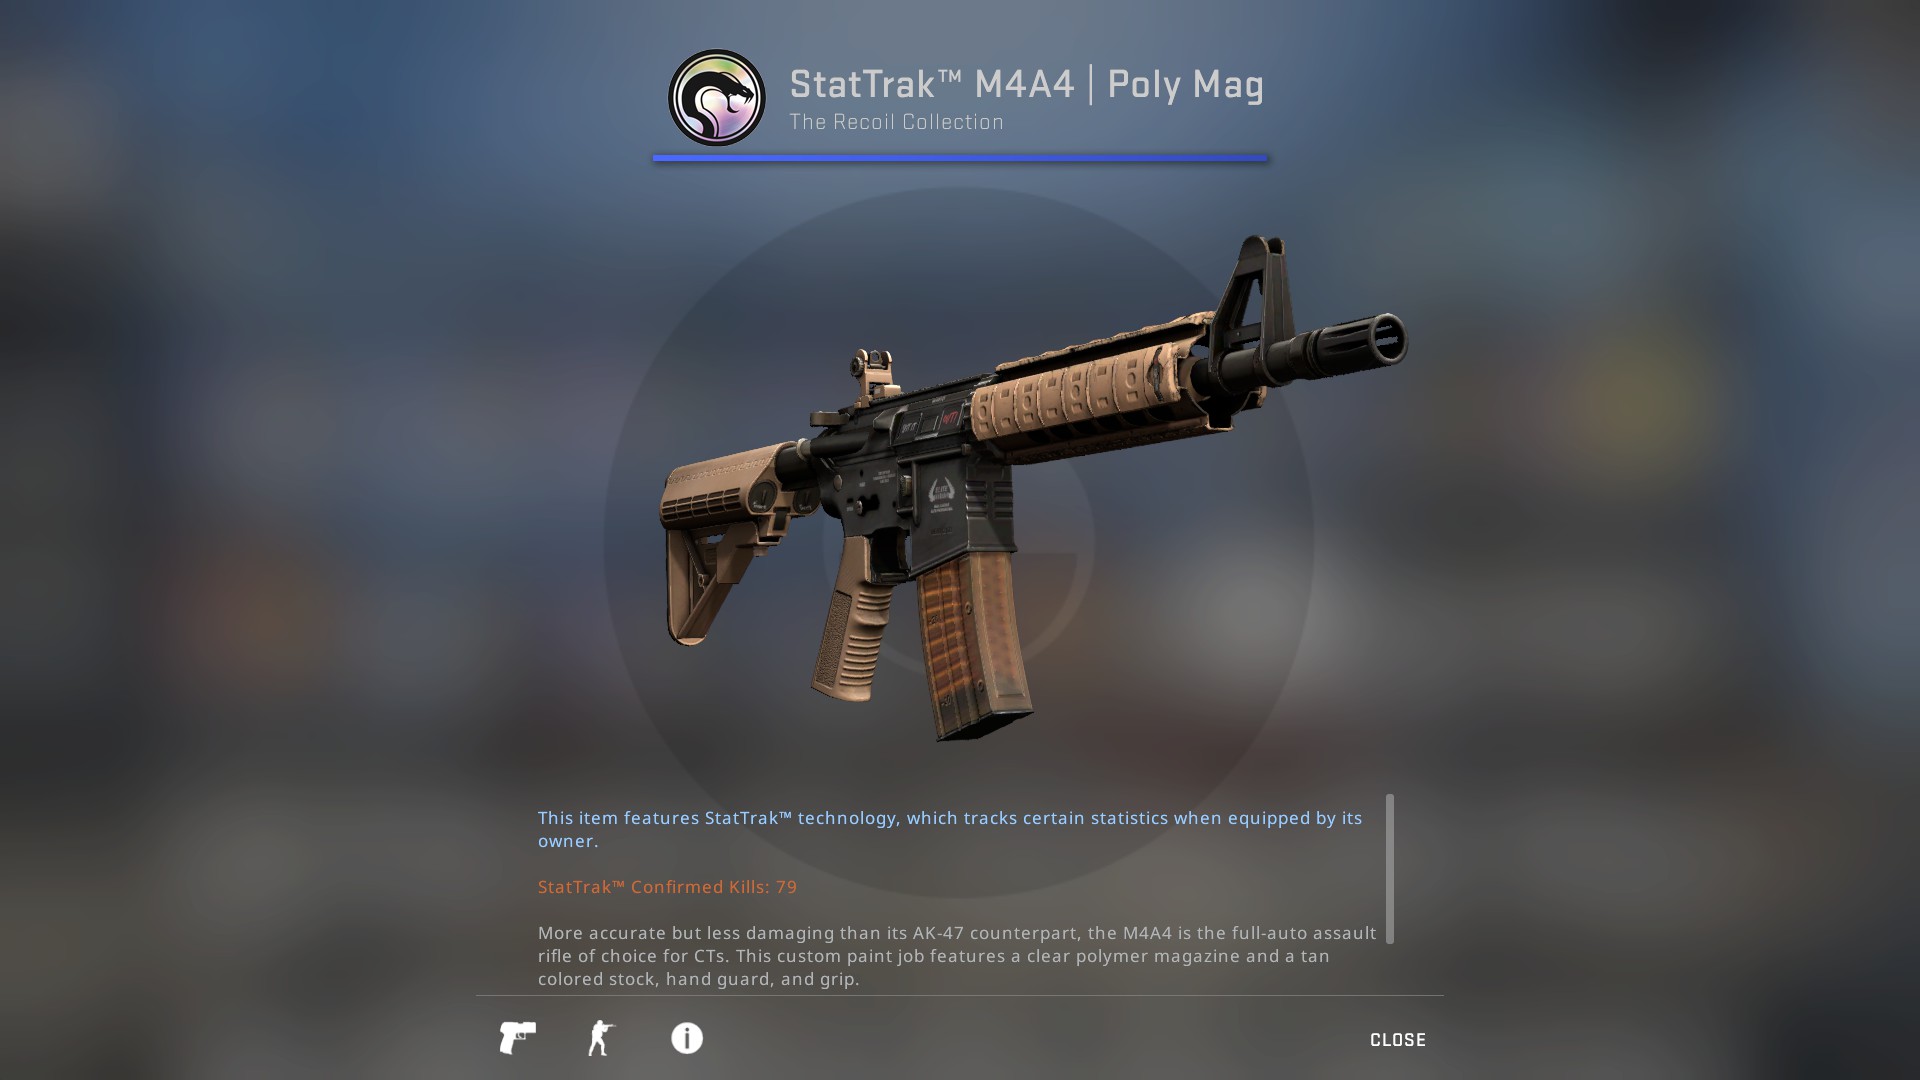 StatTrak™ M4A4 | Poly Mag
The Recoil Collection
This item features StatTrak™ technology, which tracks certain statistics when equipped by its
owner.
StatTrak™ Confirmed Kills: 79
More accurate but less damaging than its AK-47 counterpart, the M4A4 is the full-auto assault
rifle of choice for CTs. This custom paint job features a clear polymer magazine and a tan
colored stock, hand guard, and grip.
CLOSE